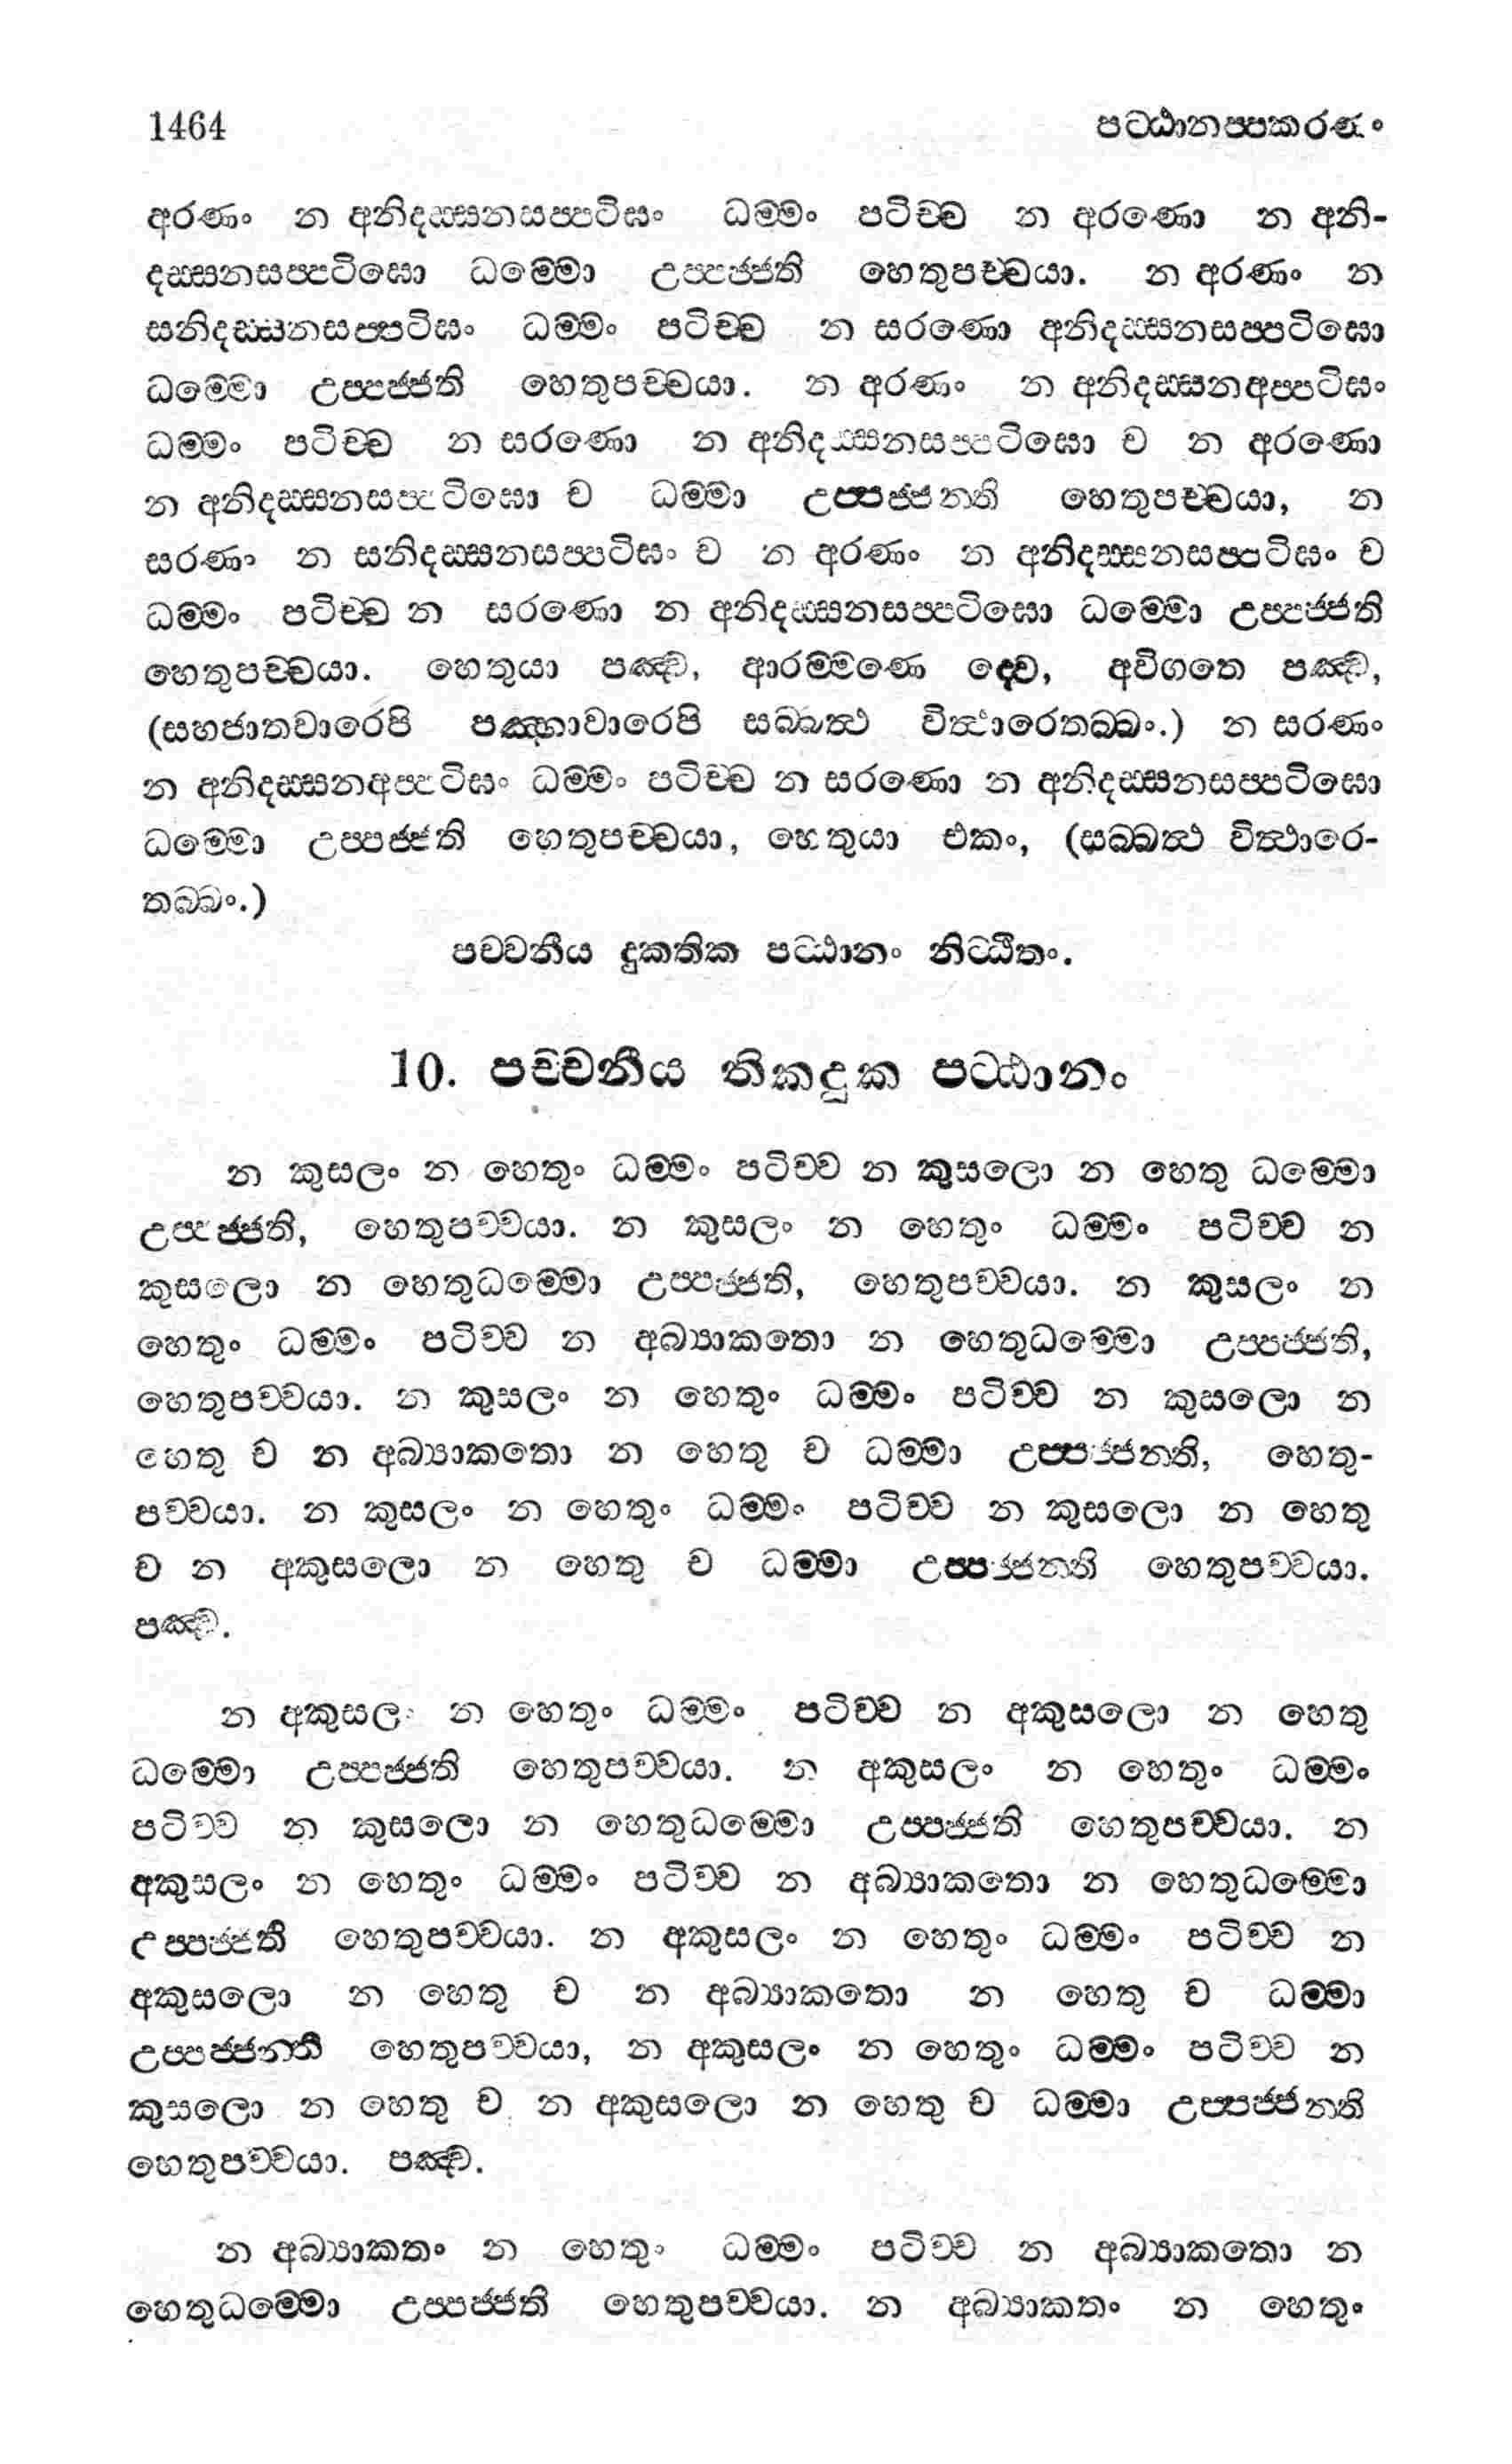 1464 පට්ඨානප්පකරණං
අරණං න අනිදස්සනසප්පටිඝං ධම්මං පටිච්ච න අරණො න අනි-
දස්සනසප්පටිඝො ධම්මො උප්පජ්ජති හෙතුපච්චයා. න අරණං න
සනිදස්සනසප්පටිඝං ධම්මං පටිච්ච න සරණො අනිදස්සනසප්පටිඝො
ධම්මො උප්පජ්ජති හෙතුපච්චයා. න අරණං න අනිදස්සනඅප්පටිඝං
ධම්මං පටිච්ච න සරණො න අනිදස්සනසප්පටිඝො ච න අරණො
න අනිදස්සනසප්පටිඝො ච ධම්මා උප්පජ්ජන්ති හෙතුපච්චයා, න
සරණං න සනිදස්සනසප්පටිඝං ච න අරණං න අනිදස්සනසප්පටිඝං ච
ධම්මං පටිච්ච න සරණො න අනිදස්සනසප්පටිඝො ධම්මො උප්පජ්ජති
හෙතුපච්චයා. හෙතුයා පඤ්ච, ආරම්මණෙ ද්වෙ, අවිගතෙ පඤ්ච,
(සහජාතවාරෙපි පඤ්හාවාරෙපි සබ්බත්ථ විත්ථාරෙතබ්බං.) න සරණං
න අනිදස්සනඅප්පටිඝං ධම්මං පටිච්ච න සරණො න අනිදස්සනසප්පටිඝො
ධම්මො උප්පජ්ජති හෙතුපච්චයා, හෙතුයා එකං, (සබ්බත්ථ විත්ථාරෙ-
තබ්බං.)
පච්චනීය දුකතික පට්ඨානං නිට්ඨිතං.
10. පච්චනීය තිකදුක පට්ඨානං
න කුසලං න හෙතුං ධම්මං පටිච්ච න කුසලො න හෙතු ධම්මො
උප්පජ්ජති, හෙතුපච්චයා. න කුසලං න හෙතුං ධම්මං පටිච්ච න
කුසලො න හෙතුධම්මො උප්පජ්ජති, හෙතුපච්චයා. න කුසලං න
හෙතුං ධම්මං පටිච්ච න අබ්‍යාකතො න හෙතුධම්මො උප්පජ්ජති,
හෙතුපච්චයා. න කුසලං න හෙතුං ධම්මං පටිච්ච න කුසලො න
හෙතු ච න අබ්‍යාකතො න හෙතු ච ධම්මා උප්පජ්ජන්ති, හෙතු-
පච්චයා. න කුසලං න හෙතුං ධම්මං පටිච්ච න කුසලො න හෙතු
ච න අකුසලො න හෙතු ච ධම්මා උප්පජ්ජන්ති හෙතුපච්චයා.
පඤ්ච.
න අකුසලං න හෙතුං ධම්මං පටිච්ච න අකුසලො න හෙතු
ධම්මො උප්පජ්ජති හෙතුපච්චයා. න අකුසලං න හෙතුං ධම්මං
පටිච්ච න කුසලො න හෙතුධම්මො උප්පජ්ජති හෙතුපච්චයා. න
අකුසලං න හෙතුං ධම්මං පටිච්ච න අබ්‍යාකතො න හෙතුධම්මො
උප්පජ්ජති හෙතුපච්චයා. න අකුසලං න හෙතුං ධම්මං පටිච්ච න
අකුසලො න හෙතු ච න අබ්‍යාකතො න හෙතු ච ධම්මා
උප්පජ්ජන්ති හෙතුපච්චයා, න අකුසලං න හෙතුං ධම්මං පටිච්ච න
කුසලො න හෙතු ච න අකුසලො න හෙතු ච ධම්මා උප්පජ්ජන්ති
හෙතුපච්චයා. පඤ්ච.
න අබ්‍යාකතං න හෙතුං ධම්මං පටිච්ච න අබ්‍යාකතො න
හෙතුධම්මො උප්පජ්ජති හෙතුපච්චයා. න අබ්‍යාකතං න හෙතුං